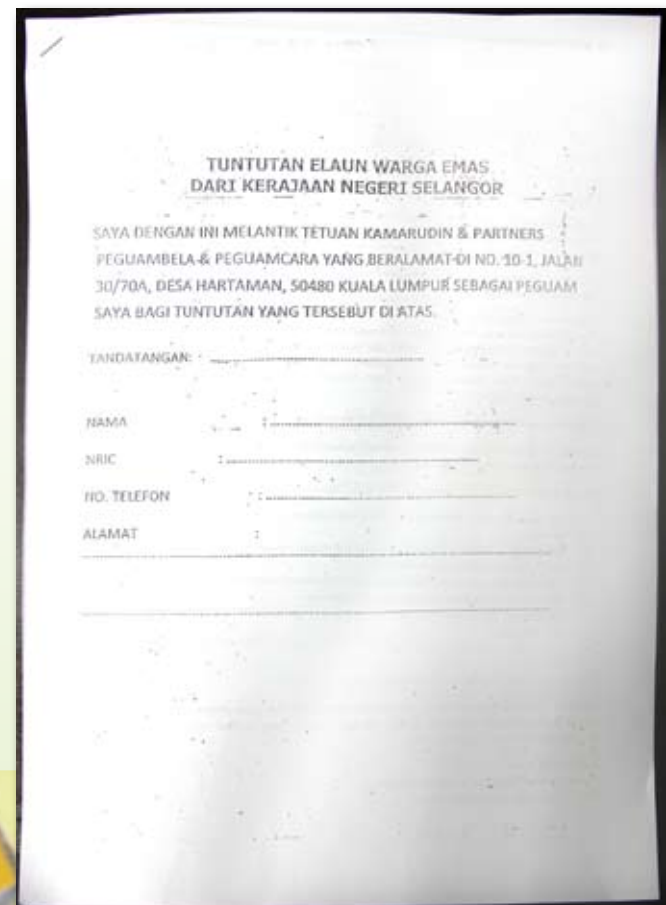 TUNTUTAN ELAUN WARGA EMAS
DARI KERAJAAN NEGERI SELANGOR
SAYA DENGAN INI MELANTIK TETUAN KAMARUDIN & PARTNERS
PEGUAMBELA & PEGUAMCARA YANG BERALAMAT DI NO. 10-1, JALAN
30/70A, DESA HARTAMAN, 50480 KUALA LUMPUR SEBAGAI PEGUAM
SAYA BAGI TUNTUTAN YANG TERSEBUT DI ATAS.
TANDATANGAN:
NAMA :
NRIC :
NO. TELEFON :
ALAMAT :